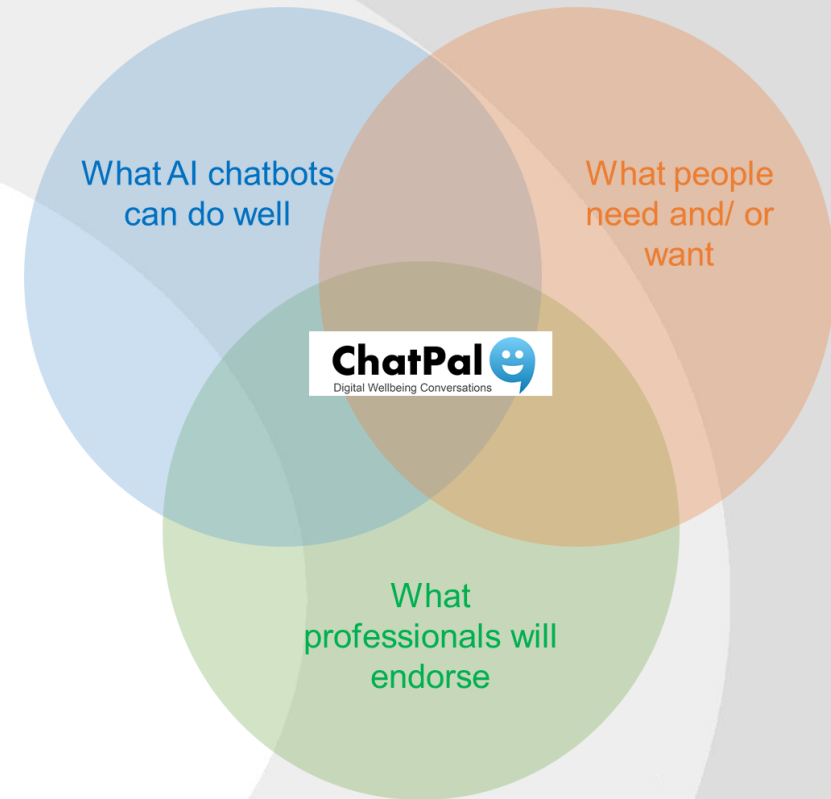 What AI chatbots
can do well
What people
need and/ or
want
ChatPal
Digital Wellbeing Conversations
What
professionals will
endorse